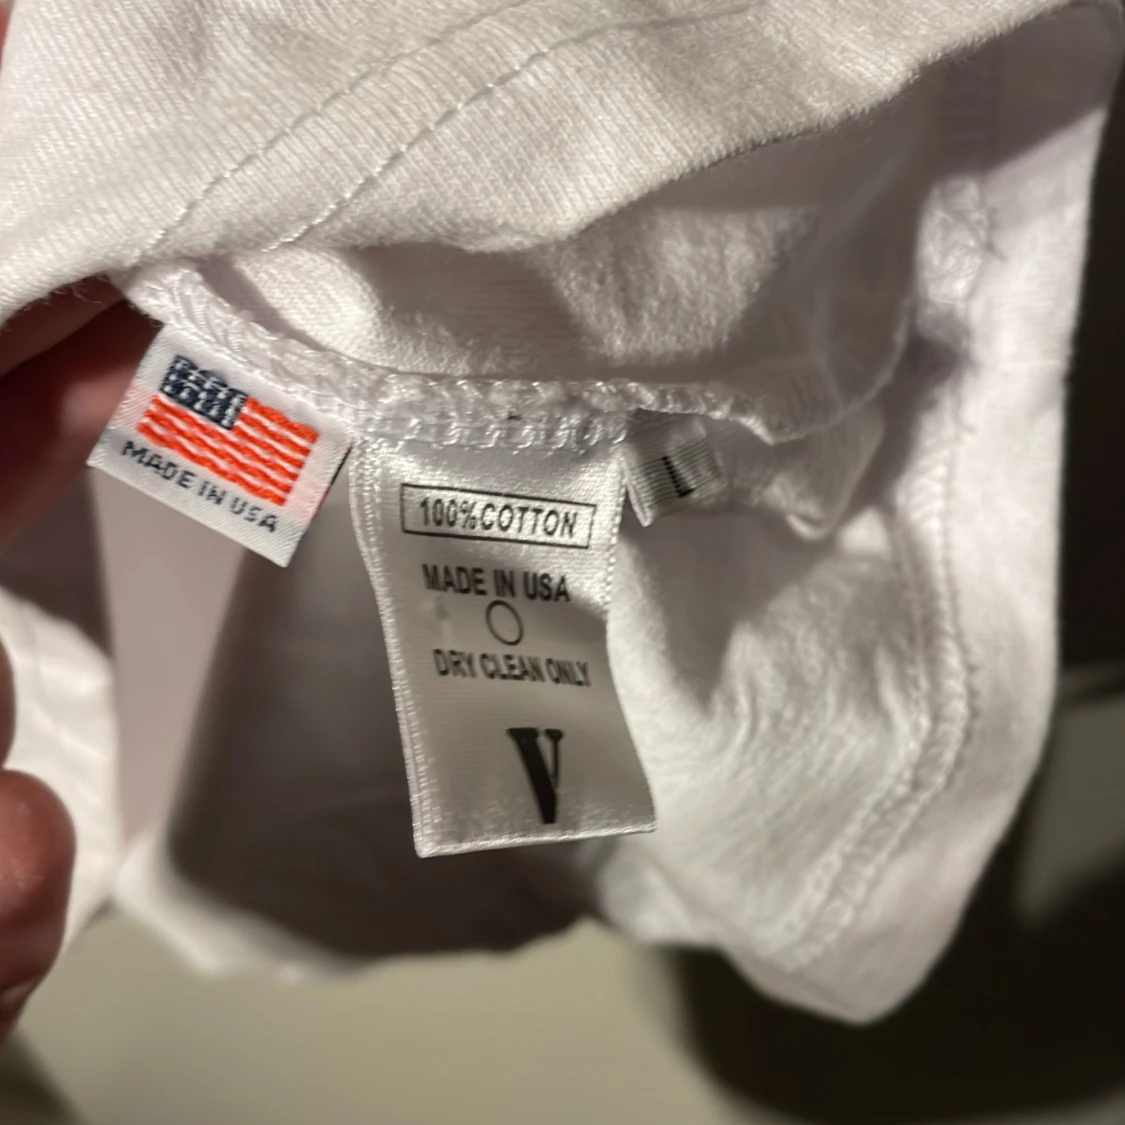 MADE IN USA
100%COTTON
MADE IN USA
DRY CLEAN ONLY
V
L